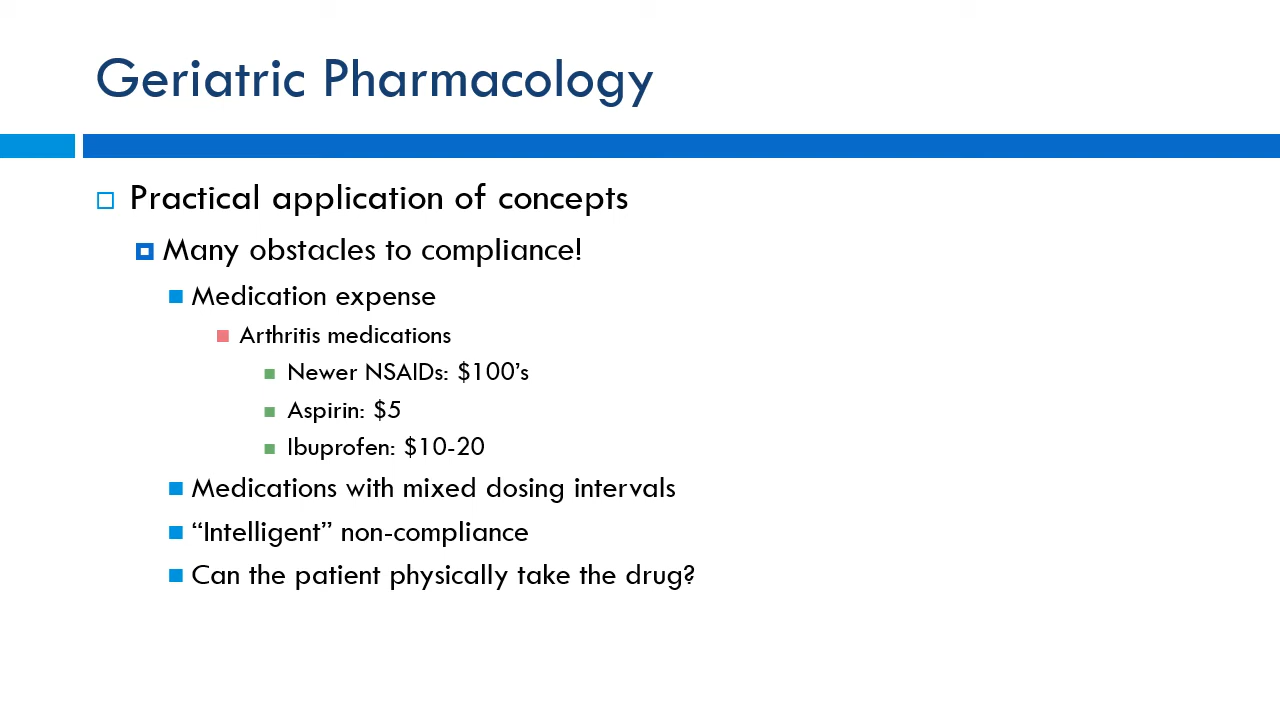 Geriatric Pharmacology
Practical application of concepts
Many obstacles to compliance!
Medication expense
Arthritis medications
Newer NSAIDs: $100’s
Aspirin: $5
Ibuprofen: $10-20
Medications with mixed dosing intervals
“Intelligent” non-compliance
Can the patient physically take the drug?